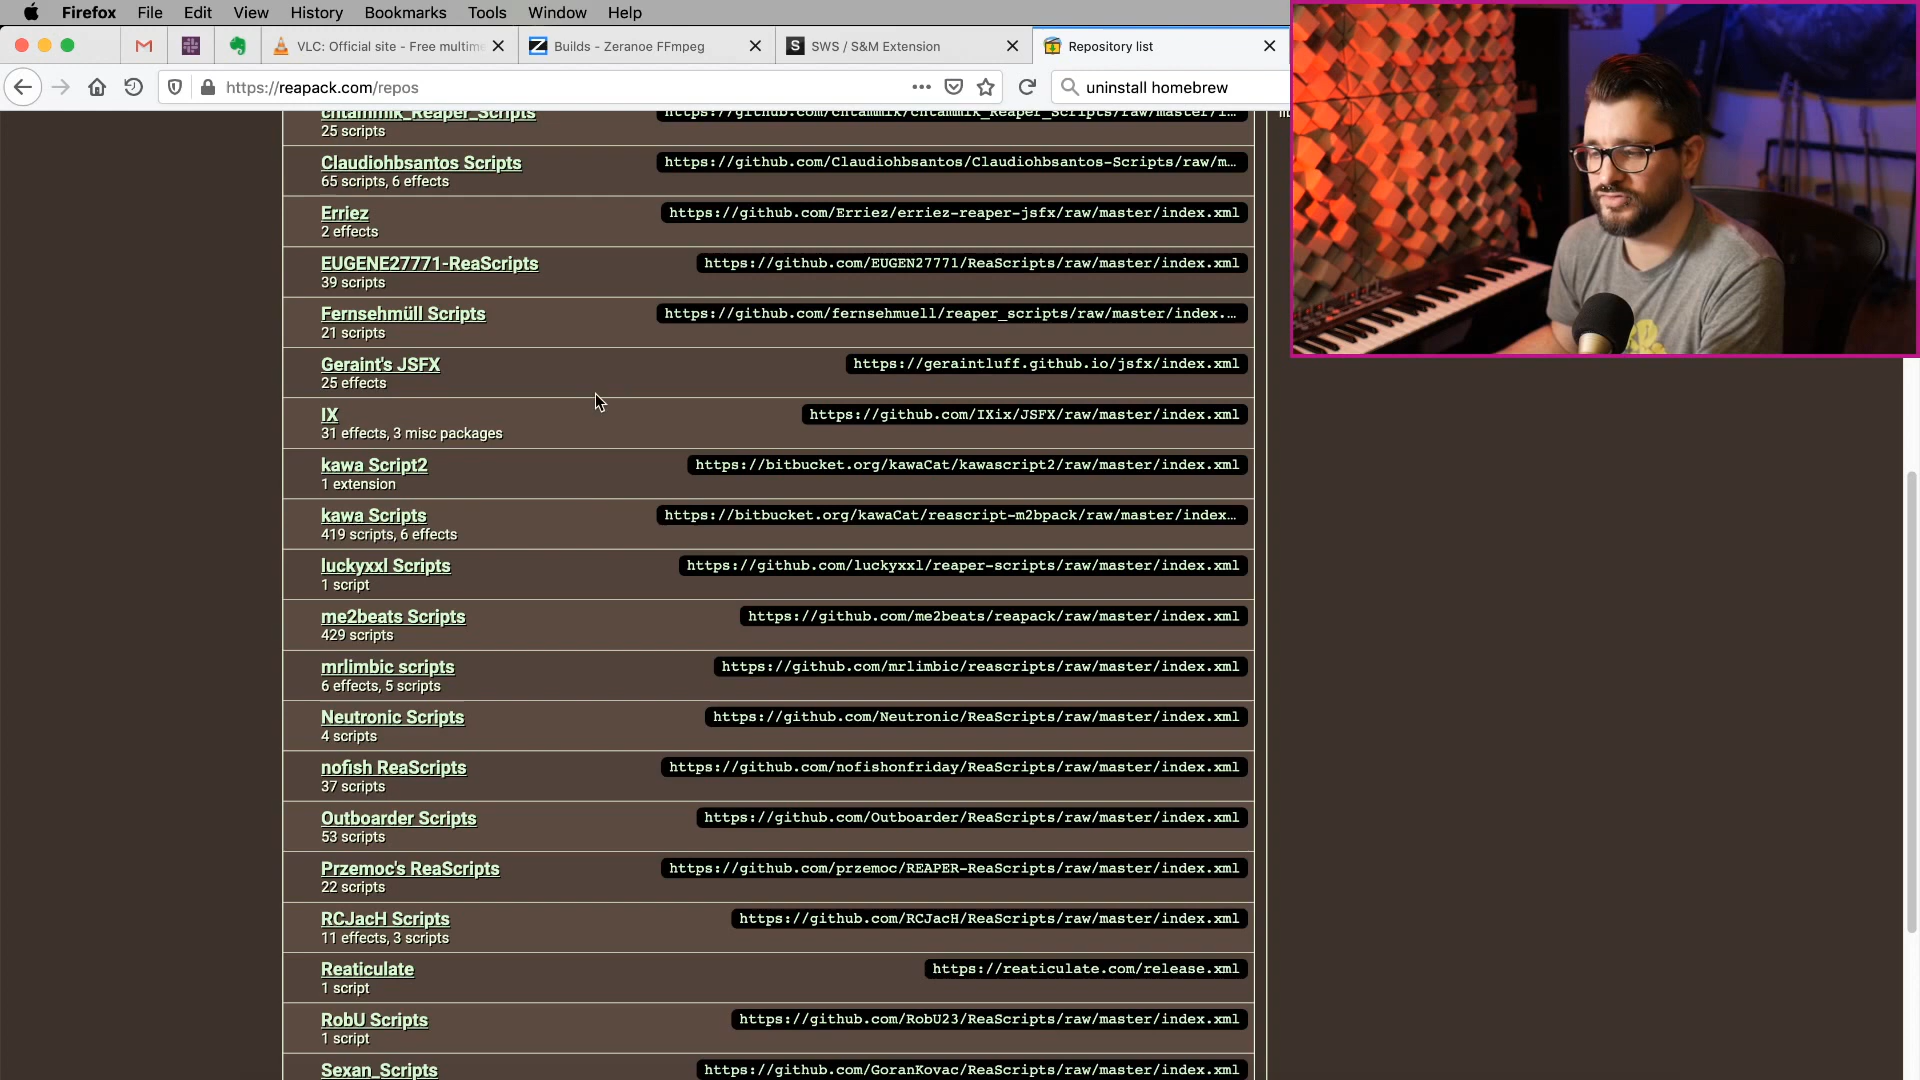 Firefox File Edit View History Bookmarks Tools Window Help
VLC: Official site - Free multime
Builds - Zeranoe FFmpeg
S SWS / S&M Extension
Repository list
https://reapack.com/repos
uninstall homebrew
chtammik_Reaper_Scripts
25 scripts
Claudiohbsantos Scripts
https://github.com/Claudiohbsantos/Claudiohbsantos-Scripts/raw/m…
65 scripts, 6 effects
Erriez
https://github.com/Erriez/erriez-reaper-jsfx/raw/master/index.xml
2 effects
EUGENE27771-ReaScripts
https://github.com/EUGEN27771/ReaScripts/raw/master/index.xml
39 scripts
Fernsehmüll Scripts
https://github.com/fernsehmuell/reaper_scripts/raw/master/index.…
21 scripts
Geraint's JSFX
https://geraintluff.github.io/jsfx/index.xml
25 effects
IX
https://github.com/IXix/JSFX/raw/master/index.xml
31 effects, 3 misc packages
kawa Script2
https://bitbucket.org/kawaCat/kawascript2/raw/master/index.xml
1 extension
kawa Scripts
https://bitbucket.org/kawaCat/reascript-m2bpack/raw/master/index…
419 scripts, 6 effects
luckyxxl Scripts
https://github.com/luckyxxl/reaper-scripts/raw/master/index.xml
1 script
me2beats Scripts
https://github.com/me2beats/reapack/raw/master/index.xml
429 scripts
mrlimbic scripts
https://github.com/mrlimbic/reascripts/raw/master/index.xml
6 effects, 5 scripts
Neutronic Scripts
https://github.com/Neutronic/ReaScripts/raw/master/index.xml
4 scripts
nofish ReaScripts
https://github.com/nofishonfriday/ReaScripts/raw/master/index.xml
37 scripts
Outboarder Scripts
https://github.com/Outboarder/ReaScripts/raw/master/index.xml
53 scripts
Przemoc's ReaScripts
https://github.com/przemoc/REAPER-ReaScripts/raw/master/index.xml
22 scripts
RCJacH Scripts
https://github.com/RCJacH/ReaScripts/raw/master/index.xml
11 effects, 3 scripts
Reaticulate
https://reaticulate.com/release.xml
1 script
RobU Scripts
https://github.com/RobU23/ReaScripts/raw/master/index.xml
1 script
Sexan_Scripts
https://github.com/GoranKovac/ReaScripts/raw/master/index.xml